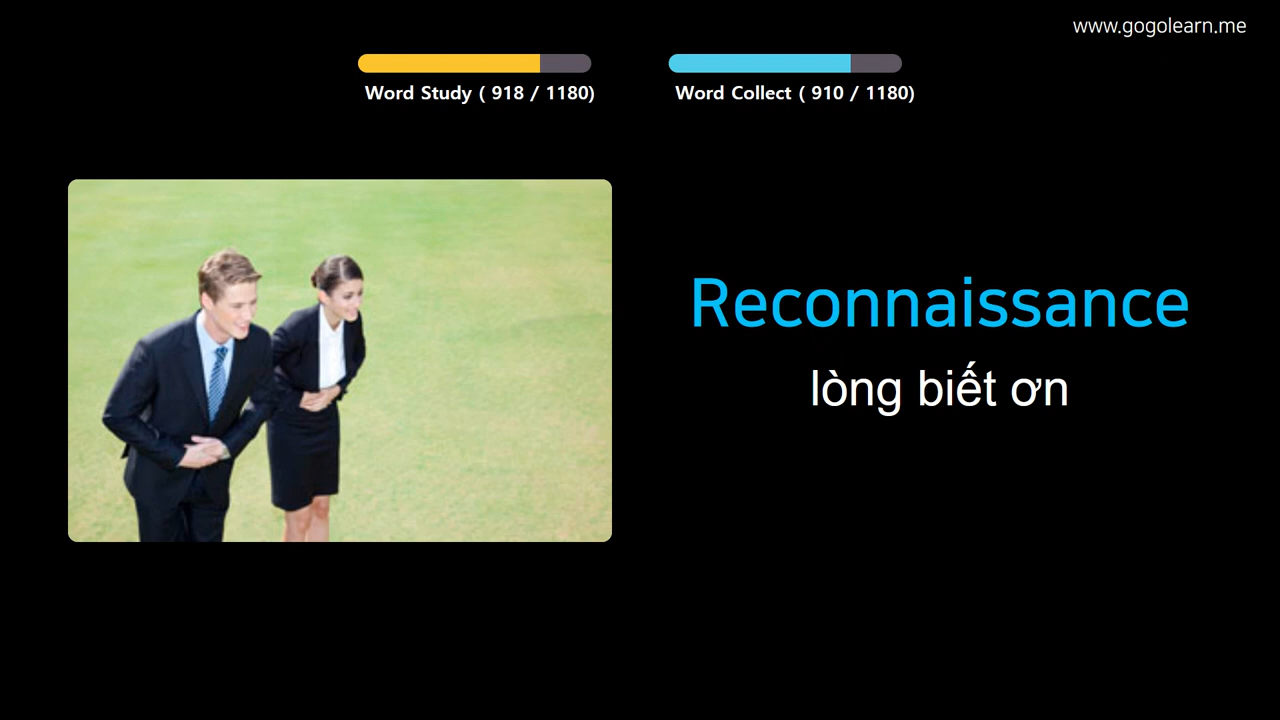 www.gogolearn.me
Word Study ( 918 / 1180)
Word Collect ( 910 / 1180)
Reconnaissance
lòng biết ơn